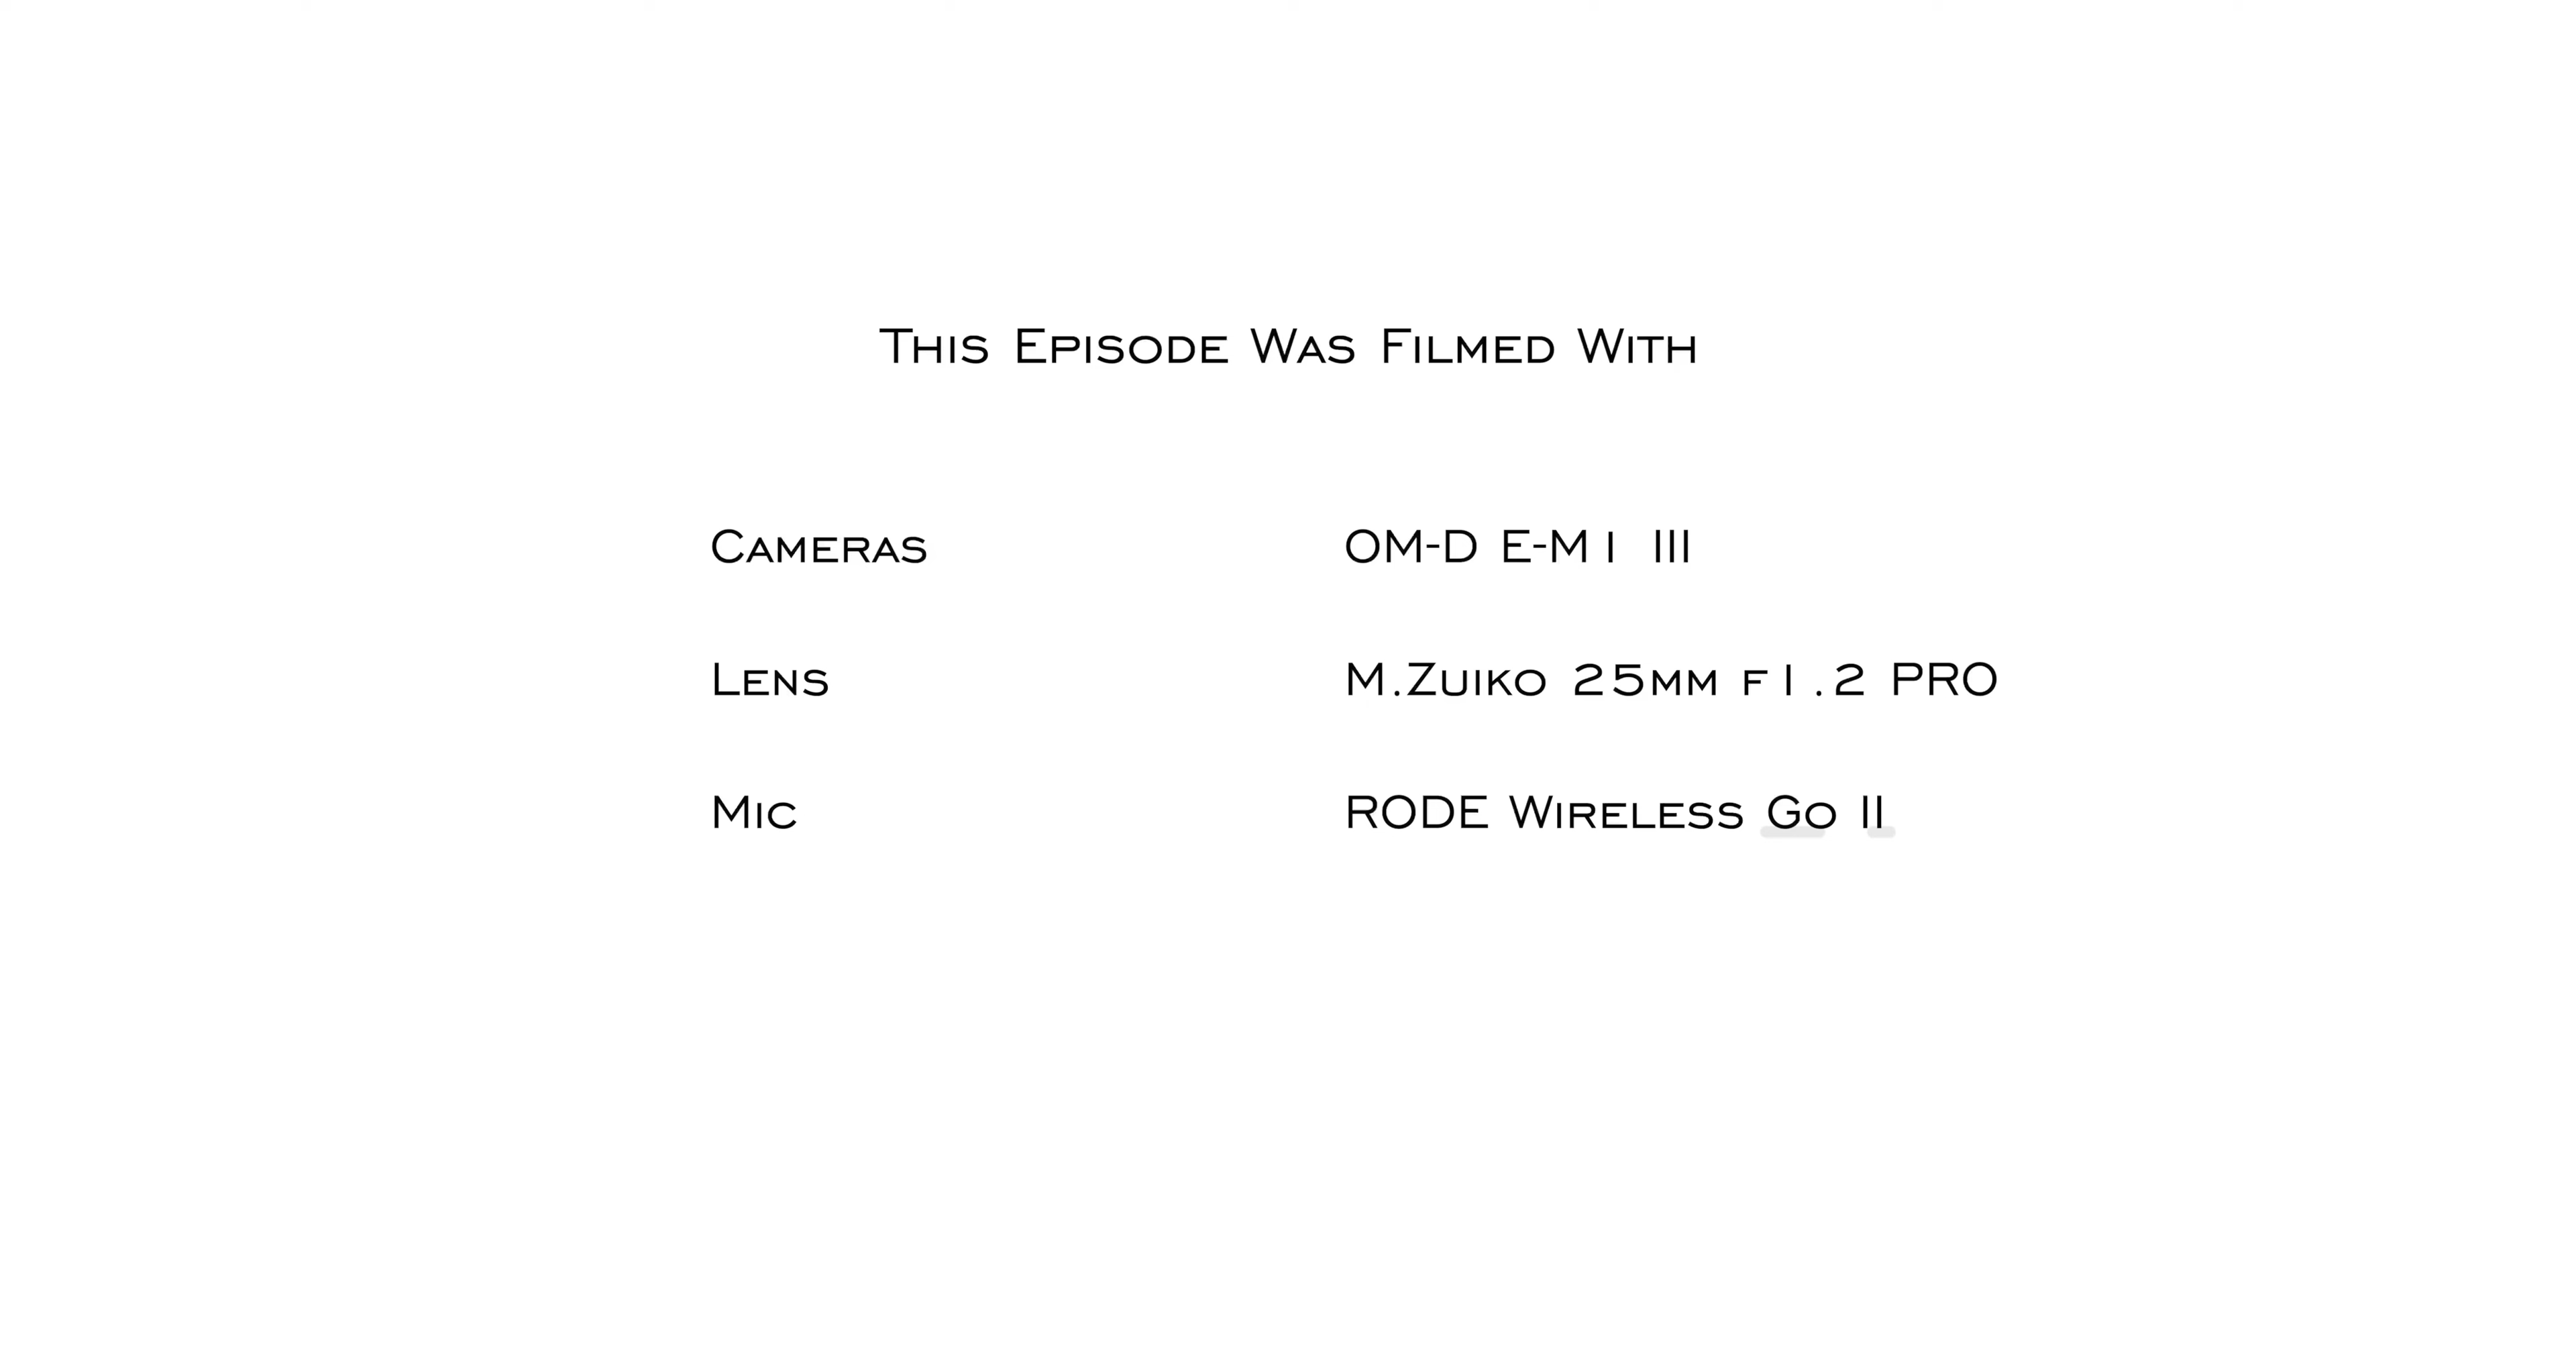 This Episode Was Filmed With
Cameras OM-D E-M1 III
Lens M.Zuiko 25mm f1.2 PRO
Mic RODE Wireless Go II